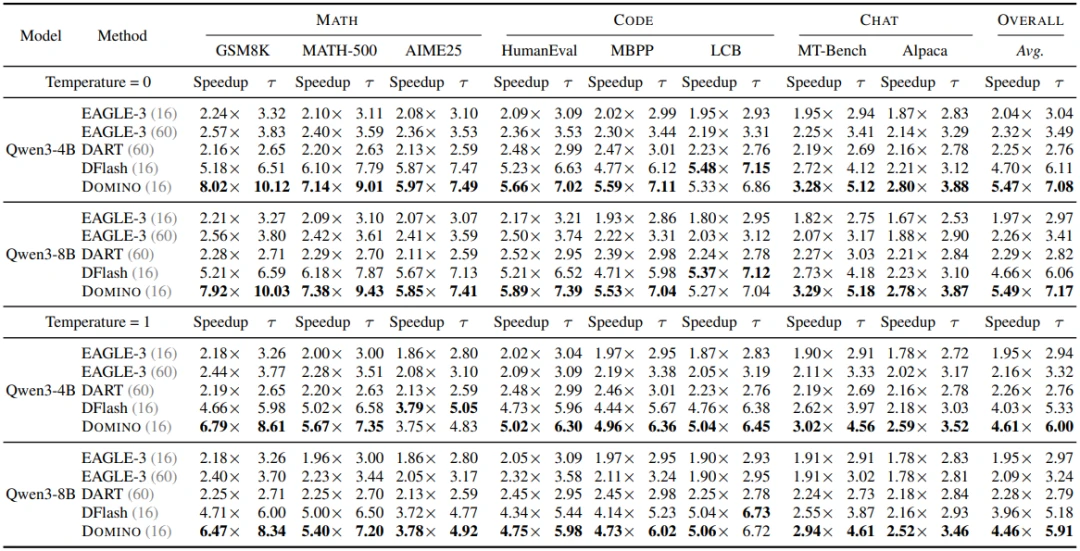 MATH CODE CHAT OVERALL
Model Method GSM8K MATH-500 AIME25 HumanEval MBPP LCB MT-Bench Alpaca Avg.
Temperature = 0 Speedup τ Speedup τ Speedup τ Speedup τ Speedup τ Speedup τ Speedup τ Speedup τ Speedup τ
EAGLE-3 (16) 2.24× 3.32 2.10× 3.11 2.08× 3.10 2.09× 3.09 2.02× 2.99 1.95× 2.93 1.95× 2.94 1.87× 2.83 2.04× 3.04
EAGLE-3 (60) 2.57× 3.83 2.40× 3.59 2.36× 3.53 2.36× 3.53 2.30× 3.44 2.19× 3.31 2.25× 3.41 2.14× 3.29 2.32× 3.49
Qwen3-4B DART (60) 2.16× 2.65 2.20× 2.63 2.13× 2.59 2.48× 2.99 2.47× 3.01 2.23× 2.76 2.19× 2.69 2.16× 2.78 2.25× 2.76
DFlash (16) 5.18× 6.51 6.10× 7.79 5.87× 7.47 5.23× 6.63 4.77× 6.12 5.48× 7.15 2.72× 4.12 2.21× 3.12 4.70× 6.11
DOMINO (16) 8.02× 10.12 7.14× 9.01 5.97× 7.49 5.66× 7.02 5.59× 7.11 5.33× 6.86 3.28× 5.12 2.80× 3.88 5.47× 7.08
EAGLE-3 (16) 2.21× 3.27 2.09× 3.10 2.07× 3.07 2.17× 3.21 1.93× 2.86 1.80× 2.95 1.82× 2.75 1.67× 2.53 1.97× 2.97
EAGLE-3 (60) 2.56× 3.80 2.42× 3.61 2.41× 3.59 2.50× 3.74 2.22× 3.31 2.03× 3.12 2.07× 3.17 1.88× 2.90 2.26× 3.41
Qwen3-8B DART (60) 2.28× 2.71 2.29× 2.70 2.11× 2.59 2.52× 2.95 2.39× 2.98 2.24× 2.78 2.27× 3.03 2.21× 2.84 2.29× 2.82
DFlash (16) 5.21× 6.59 6.18× 7.87 5.67× 7.13 5.21× 6.52 4.71× 5.98 5.37× 7.12 2.73× 4.18 2.23× 3.10 4.66× 6.06
DOMINO (16) 7.92× 10.03 7.38× 9.43 5.85× 7.41 5.89× 7.39 5.53× 7.04 5.27× 7.04 3.29× 5.18 2.78× 3.87 5.49× 7.17
Temperature = 1 Speedup τ Speedup τ Speedup τ Speedup τ Speedup τ Speedup τ Speedup τ Speedup τ Speedup τ
EAGLE-3 (16) 2.18× 3.26 2.00× 3.00 1.86× 2.80 2.02× 3.04 1.97× 2.95 1.87× 2.83 1.90× 2.91 1.78× 2.72 1.95× 2.94
EAGLE-3 (60) 2.44× 3.77 2.28× 3.51 2.08× 3.10 2.09× 3.09 2.19× 3.38 2.05× 3.19 2.11× 3.33 2.02× 3.17 2.16× 3.32
Qwen3-4B DART (60) 2.19× 2.65 2.20× 2.63 2.13× 2.59 2.48× 2.99 2.46× 3.01 2.23× 2.76 2.19× 2.69 2.16× 2.78 2.26× 2.76
DFlash (16) 4.66× 5.98 5.02× 6.58 3.79× 5.05 4.73× 5.96 4.44× 5.67 4.76× 6.38 2.62× 3.97 2.18× 3.03 4.03× 5.33
DOMINO (16) 6.79× 8.61 5.67× 7.35 3.75× 4.83 5.02× 6.30 4.96× 6.36 5.04× 6.45 3.02× 4.56 2.59× 3.52 4.61× 6.00
EAGLE-3 (16) 2.18× 3.26 1.96× 3.00 1.86× 2.80 2.05× 3.09 1.97× 2.95 1.90× 2.93 1.91× 2.91 1.78× 2.83 1.95× 2.97
EAGLE-3 (60) 2.40× 3.70 2.23× 3.44 2.05× 3.17 2.32× 3.58 2.11× 3.24 1.90× 2.95 1.91× 3.02 1.78× 2.81 2.09× 3.24
Qwen3-8B DART (60) 2.25× 2.71 2.25× 2.70 2.13× 2.59 2.45× 2.95 2.45× 2.98 2.25× 2.78 2.24× 2.73 2.18× 2.84 2.28× 2.79
DFlash (16) 4.71× 6.00 5.00× 6.50 3.72× 4.77 4.34× 5.44 4.14× 5.23 5.04× 6.73 2.55× 3.87 2.16× 2.93 3.96× 5.18
DOMINO (16) 6.47× 8.34 5.40× 7.20 3.78× 4.92 4.75× 5.98 4.73× 6.02 5.06× 6.72 2.94× 4.61 2.52× 3.46 4.46× 5.91